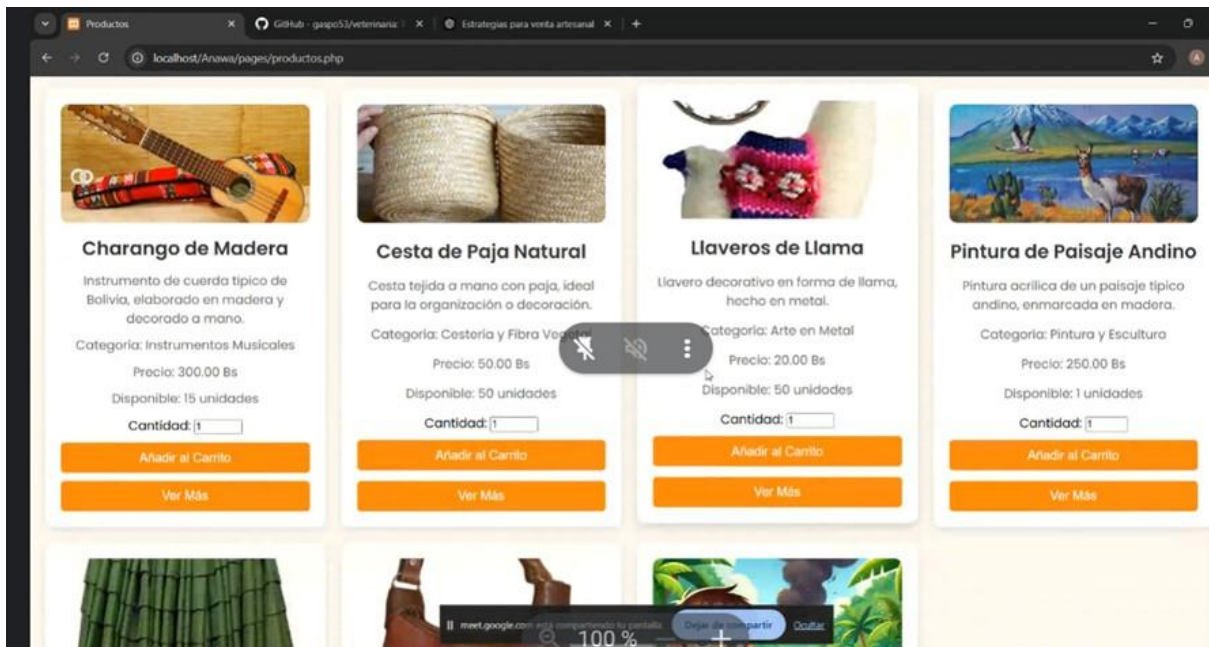 Productos
GitHub - gaspo53/veterinaria:
Estrategias para venta artesanal
localhost/Anawa/pages/productos.php
Charango de Madera
Instrumento de cuerda típico de
Bolivia, elaborado en madera y
decorado a mano.
Categoría: Instrumentos Musicales
Precio: 300.00 Bs
Disponible: 15 unidades
Cantidad: 1
Añadir al Carrito
Ver Más
Cesta de Paja Natural
Cesta tejida a mano con paja, ideal
para la organización o decoración.
Categoría: Cestería y Fibra Vegetal
Precio: 50.00 Bs
Disponible: 50 unidades
Cantidad: 1
Añadir al Carrito
Ver Más
Llaveros de Llama
Llavero decorativo en forma de llama,
hecho en metal.
Categoría: Arte en Metal
Precio: 20.00 Bs
Disponible: 50 unidades
Cantidad: 1
Añadir al Carrito
Ver Más
Pintura de Paisaje Andino
Pintura acrílica de un paisaje típico
andino, enmarcada en madera.
Categoría: Pintura y Escultura
Precio: 250.00 Bs
Disponible: 1 unidades
Cantidad: 1
Añadir al Carrito
Ver Más
meet.google.com está compartiendo tu pantalla.
Dejar de compartir
Ocultar
100 %